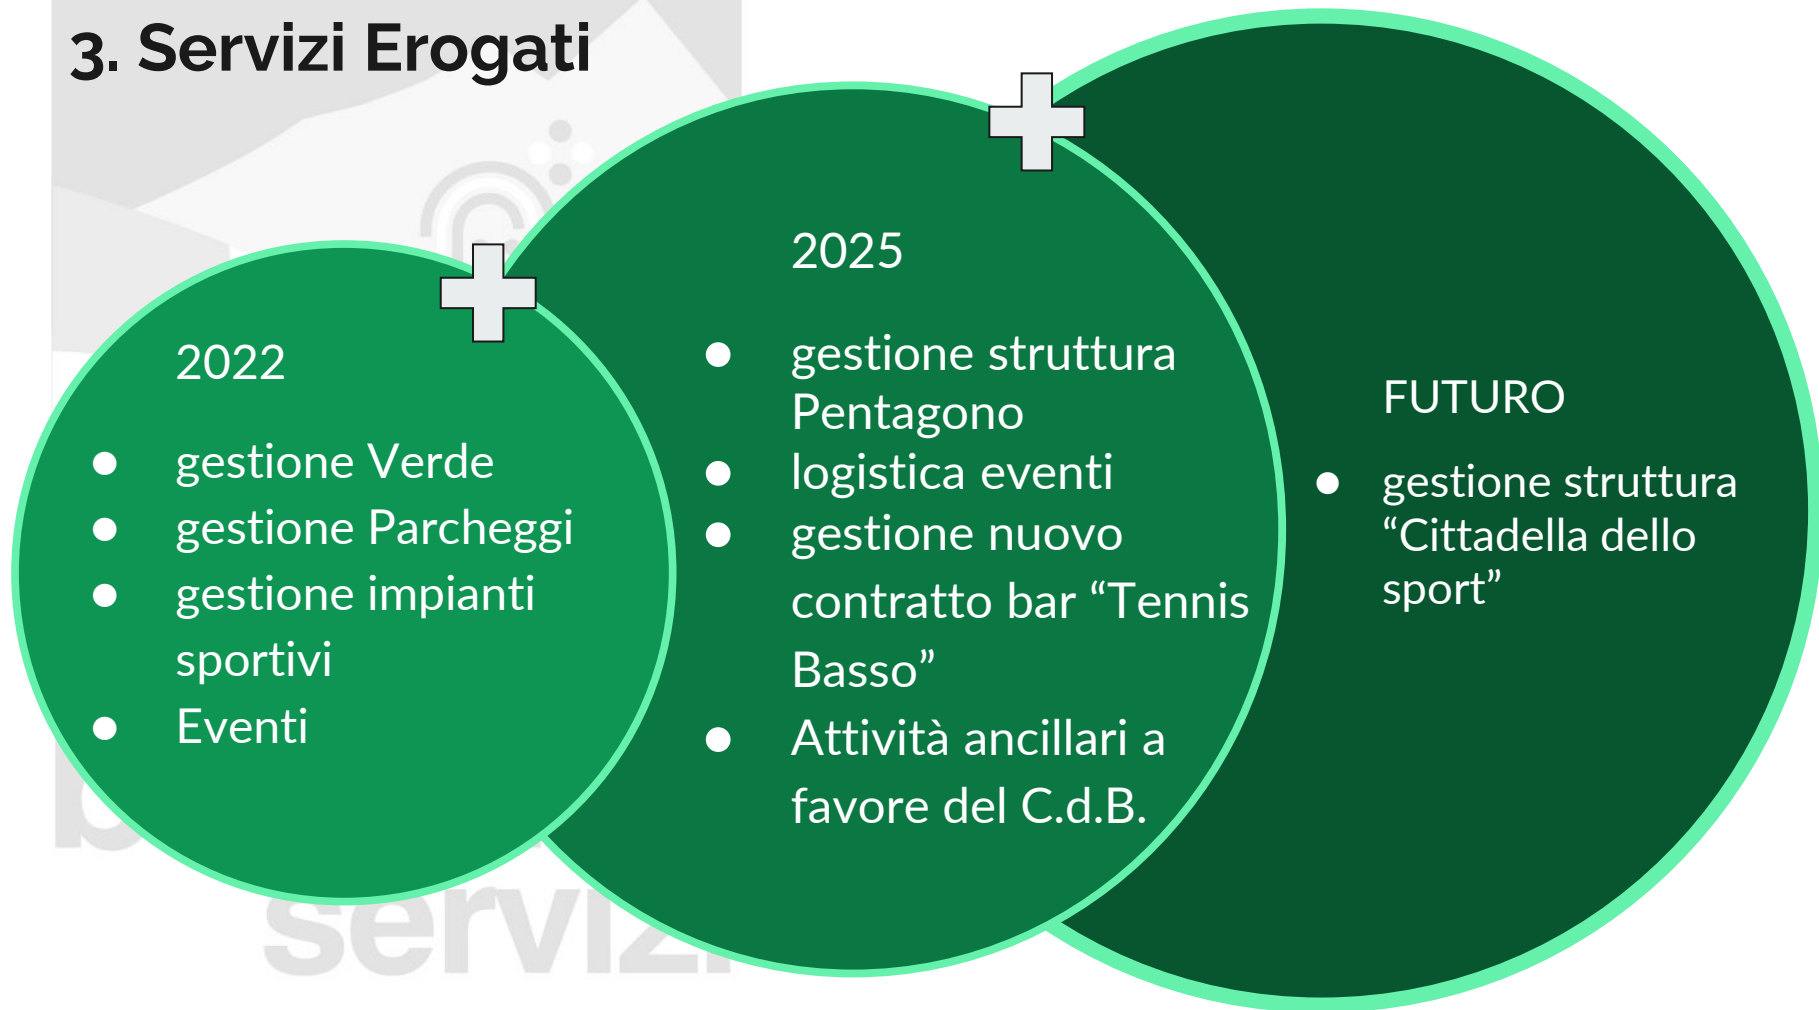 3. Servizi Erogati
2022
● gestione Verde
● gestione Parcheggi
● gestione impianti
sportivi
● Eventi
2025
● gestione struttura
Pentagono
● logistica eventi
● gestione nuovo
contratto bar “Tennis
Basso”
● Attività ancillari a
favore del C.d.B.
FUTURO
● gestione struttura
“Cittadella dello
sport”
servizi